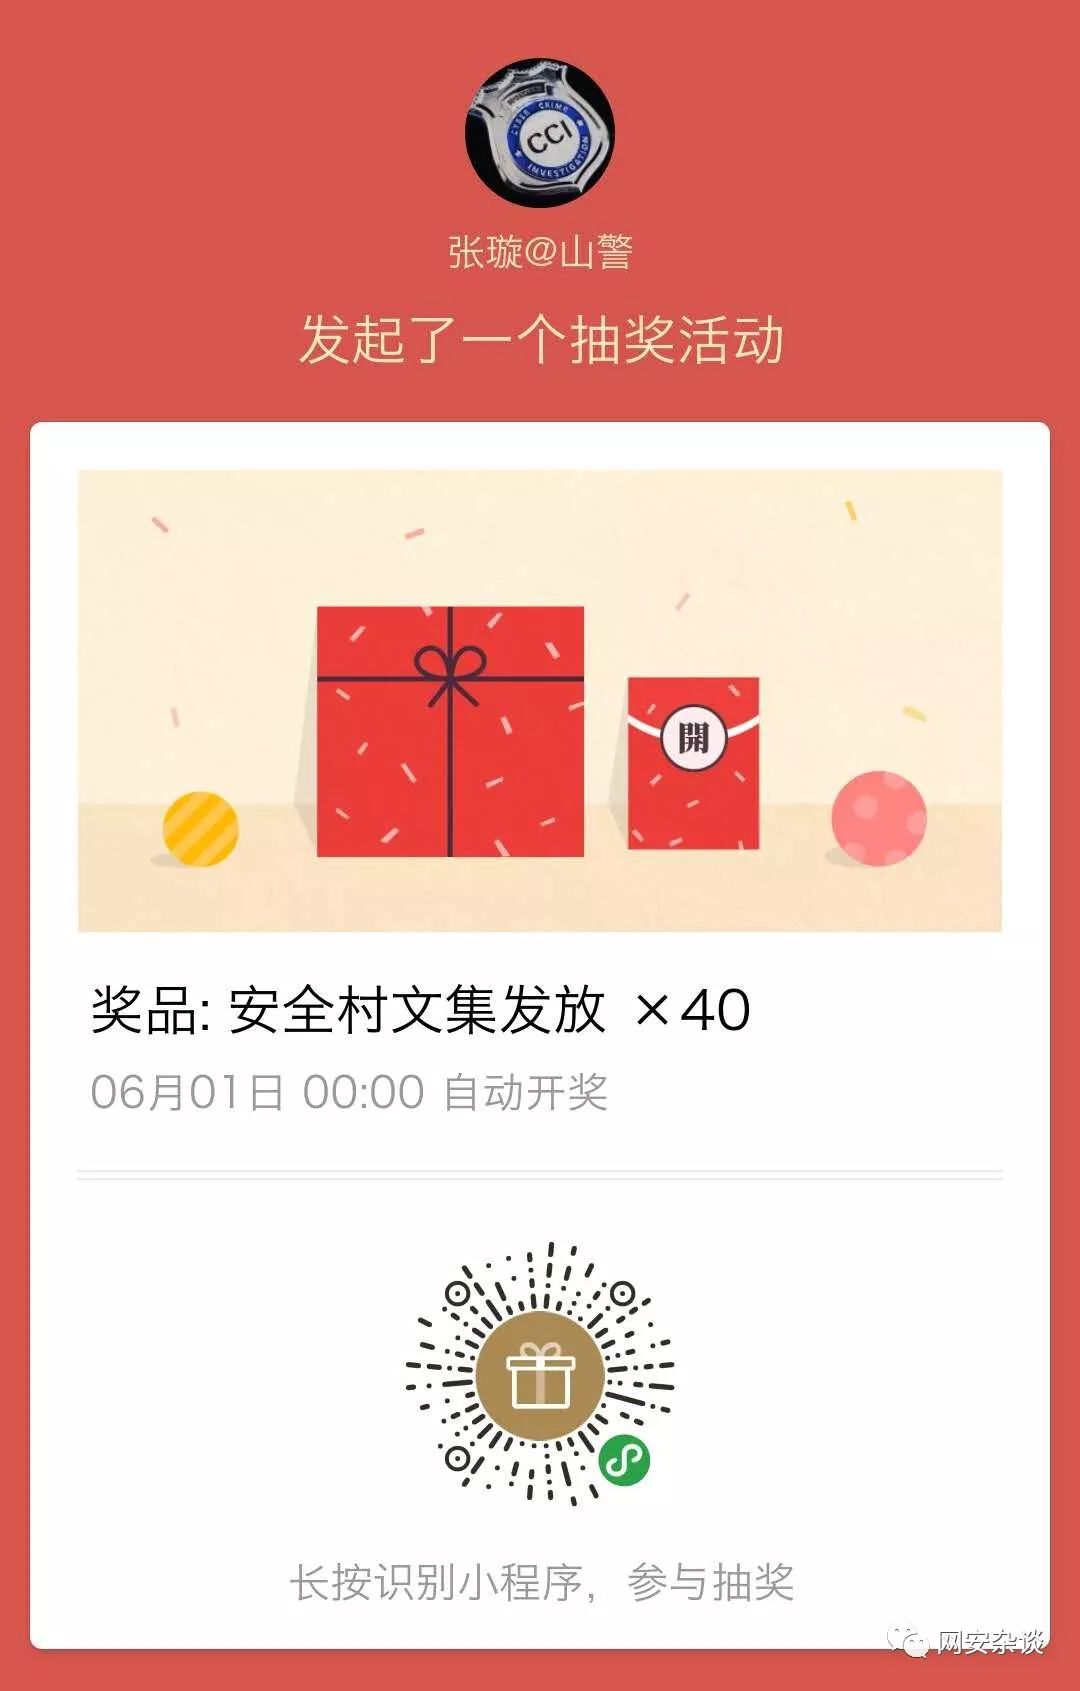 CYBER CRIME
CCI
INVESTIGATION
张璇@山警
发起了一个抽奖活动
開
奖品: 安全村文集发放 ×40
06月01日 00:00 自动开奖
长按识别小程序，参与抽奖
网安杂谈